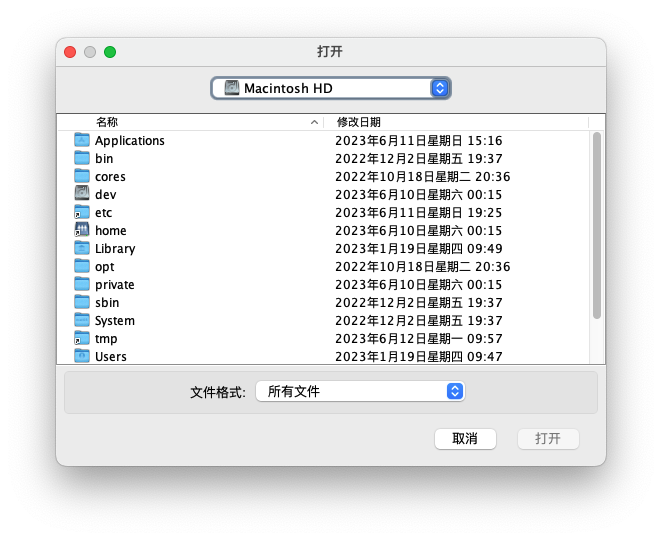 打开
Macintosh HD
名称 修改日期
Applications 2023年6月11日星期日 15:16
bin 2022年12月2日星期五 19:37
cores 2022年10月18日星期二 20:36
dev 2023年6月10日星期六 00:15
etc 2023年6月11日星期日 19:25
home 2023年6月10日星期六 00:15
Library 2023年1月19日星期四 09:49
opt 2022年10月18日星期二 20:36
private 2023年6月10日星期六 00:15
sbin 2022年12月2日星期五 19:37
System 2022年12月2日星期五 19:37
tmp 2023年6月12日星期一 09:57
Users 2023年1月19日星期四 09:47
文件格式: 所有文件
取消 打开